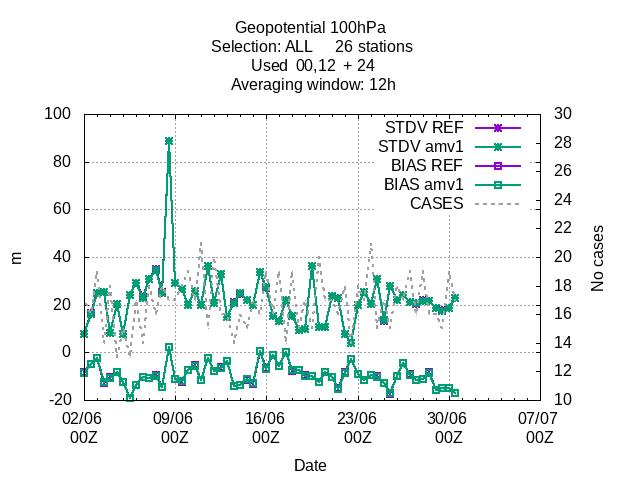 Geopotential 100hPa
Selection: ALL 26 stations
Used 00,12 + 24
Averaging window: 12h
STDV REF
STDV amv1
BIAS REF
BIAS amv1
CASES
100
80
60
40
20
0
-20
m
30
28
26
24
22
20
18
16
14
12
10
No cases
02/06 09/06 16/06 23/06 30/06 07/07
00Z 00Z 00Z 00Z 00Z 00Z
Date